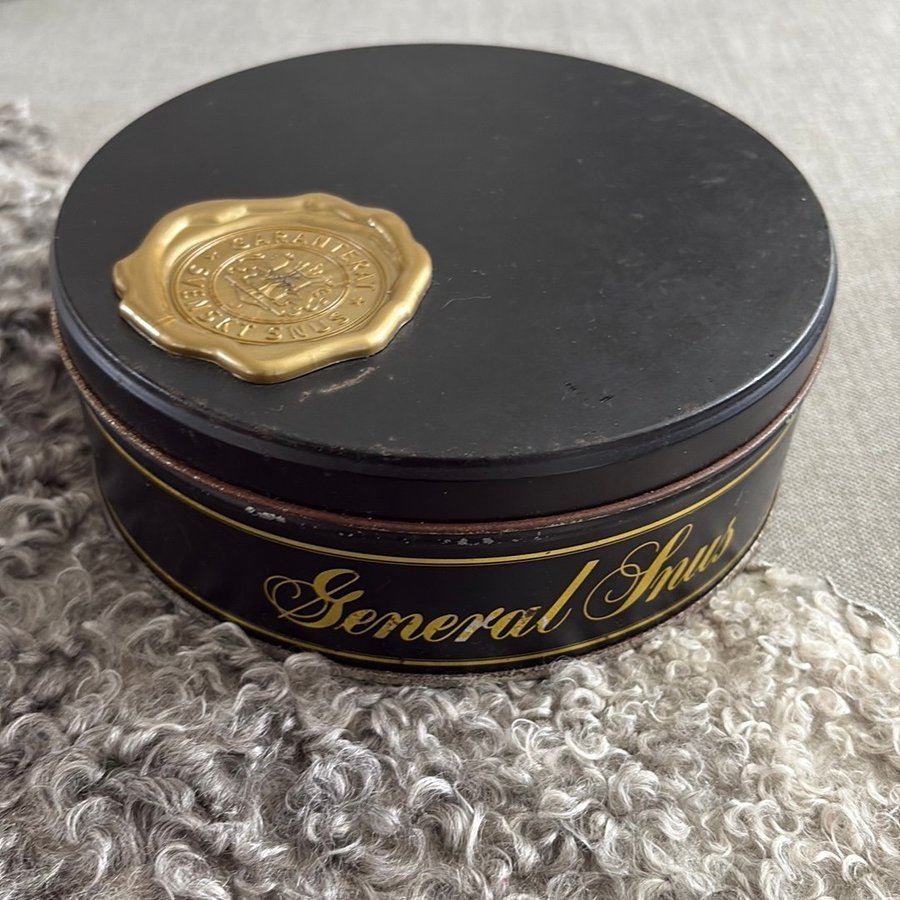 ★ GARANTERAT ★
SVENSKT SNUS
General Snus